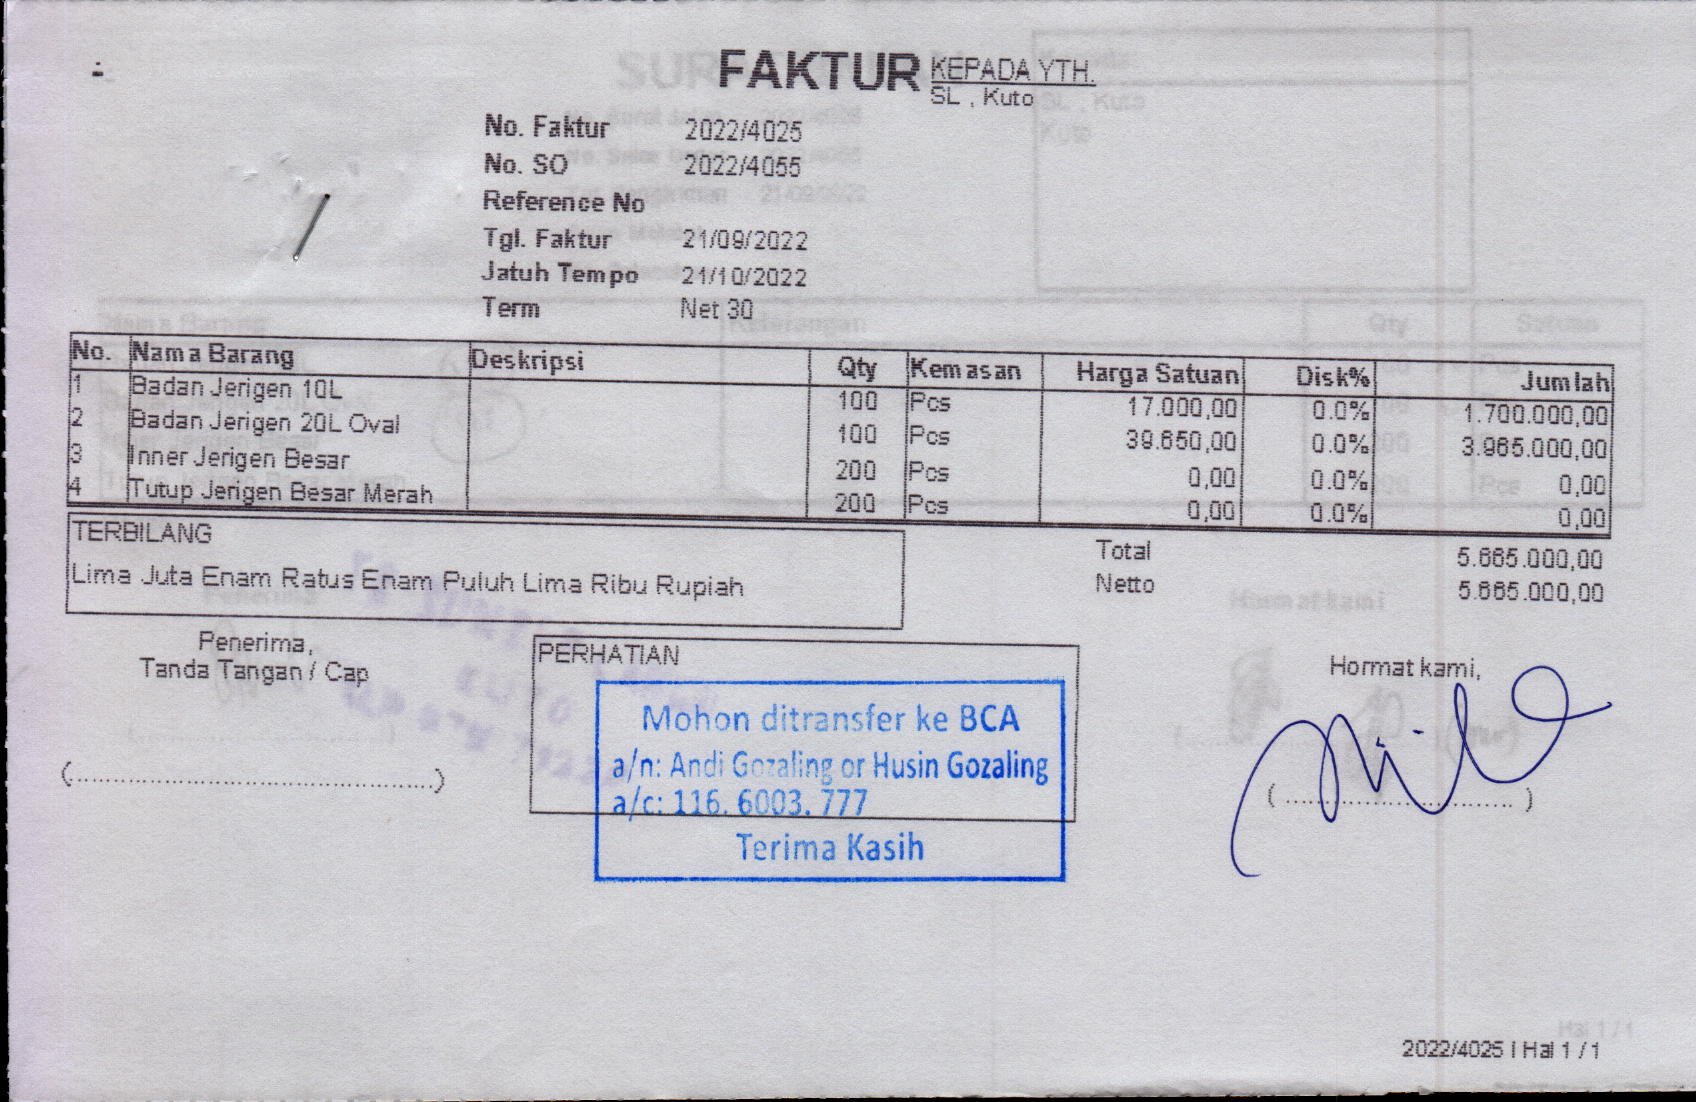 FAKTUR
KEPADA YTH.
SL , Kuto
No. Faktur 2022/4025
No. SO 2022/4055
Reference No
Tgl. Faktur 21/09/2022
Jatuh Tempo 21/10/2022
Term Net 30
No. Nama Barang Deskripsi Qty Kemasan Harga Satuan Disk% Jumlah
1 Badan Jerigen 10L 100 Pcs 17.000,00 0.0% 1.700.000,00
2 Badan Jerigen 20L Oval 100 Pcs 39.650,00 0.0% 3.965.000,00
3 Inner Jerigen Besar 200 Pcs 0,00 0.0% 0,00
4 Tutup Jerigen Besar Merah 200 Pcs 0,00 0.0% 0,00
TERBILANG
Lima Juta Enam Ratus Enam Puluh Lima Ribu Rupiah
Total 5.665.000,00
Netto 5.665.000,00
Penerima,
Tanda Tangan / Cap
(........................................)
PERHATIAN
Mohon ditransfer ke BCA
a/n: Andi Gozaling or Husin Gozaling
a/c: 116. 6003. 777
Terima Kasih
Hormat kami,
( ............................ )
2022/4025 | Hal 1 / 1